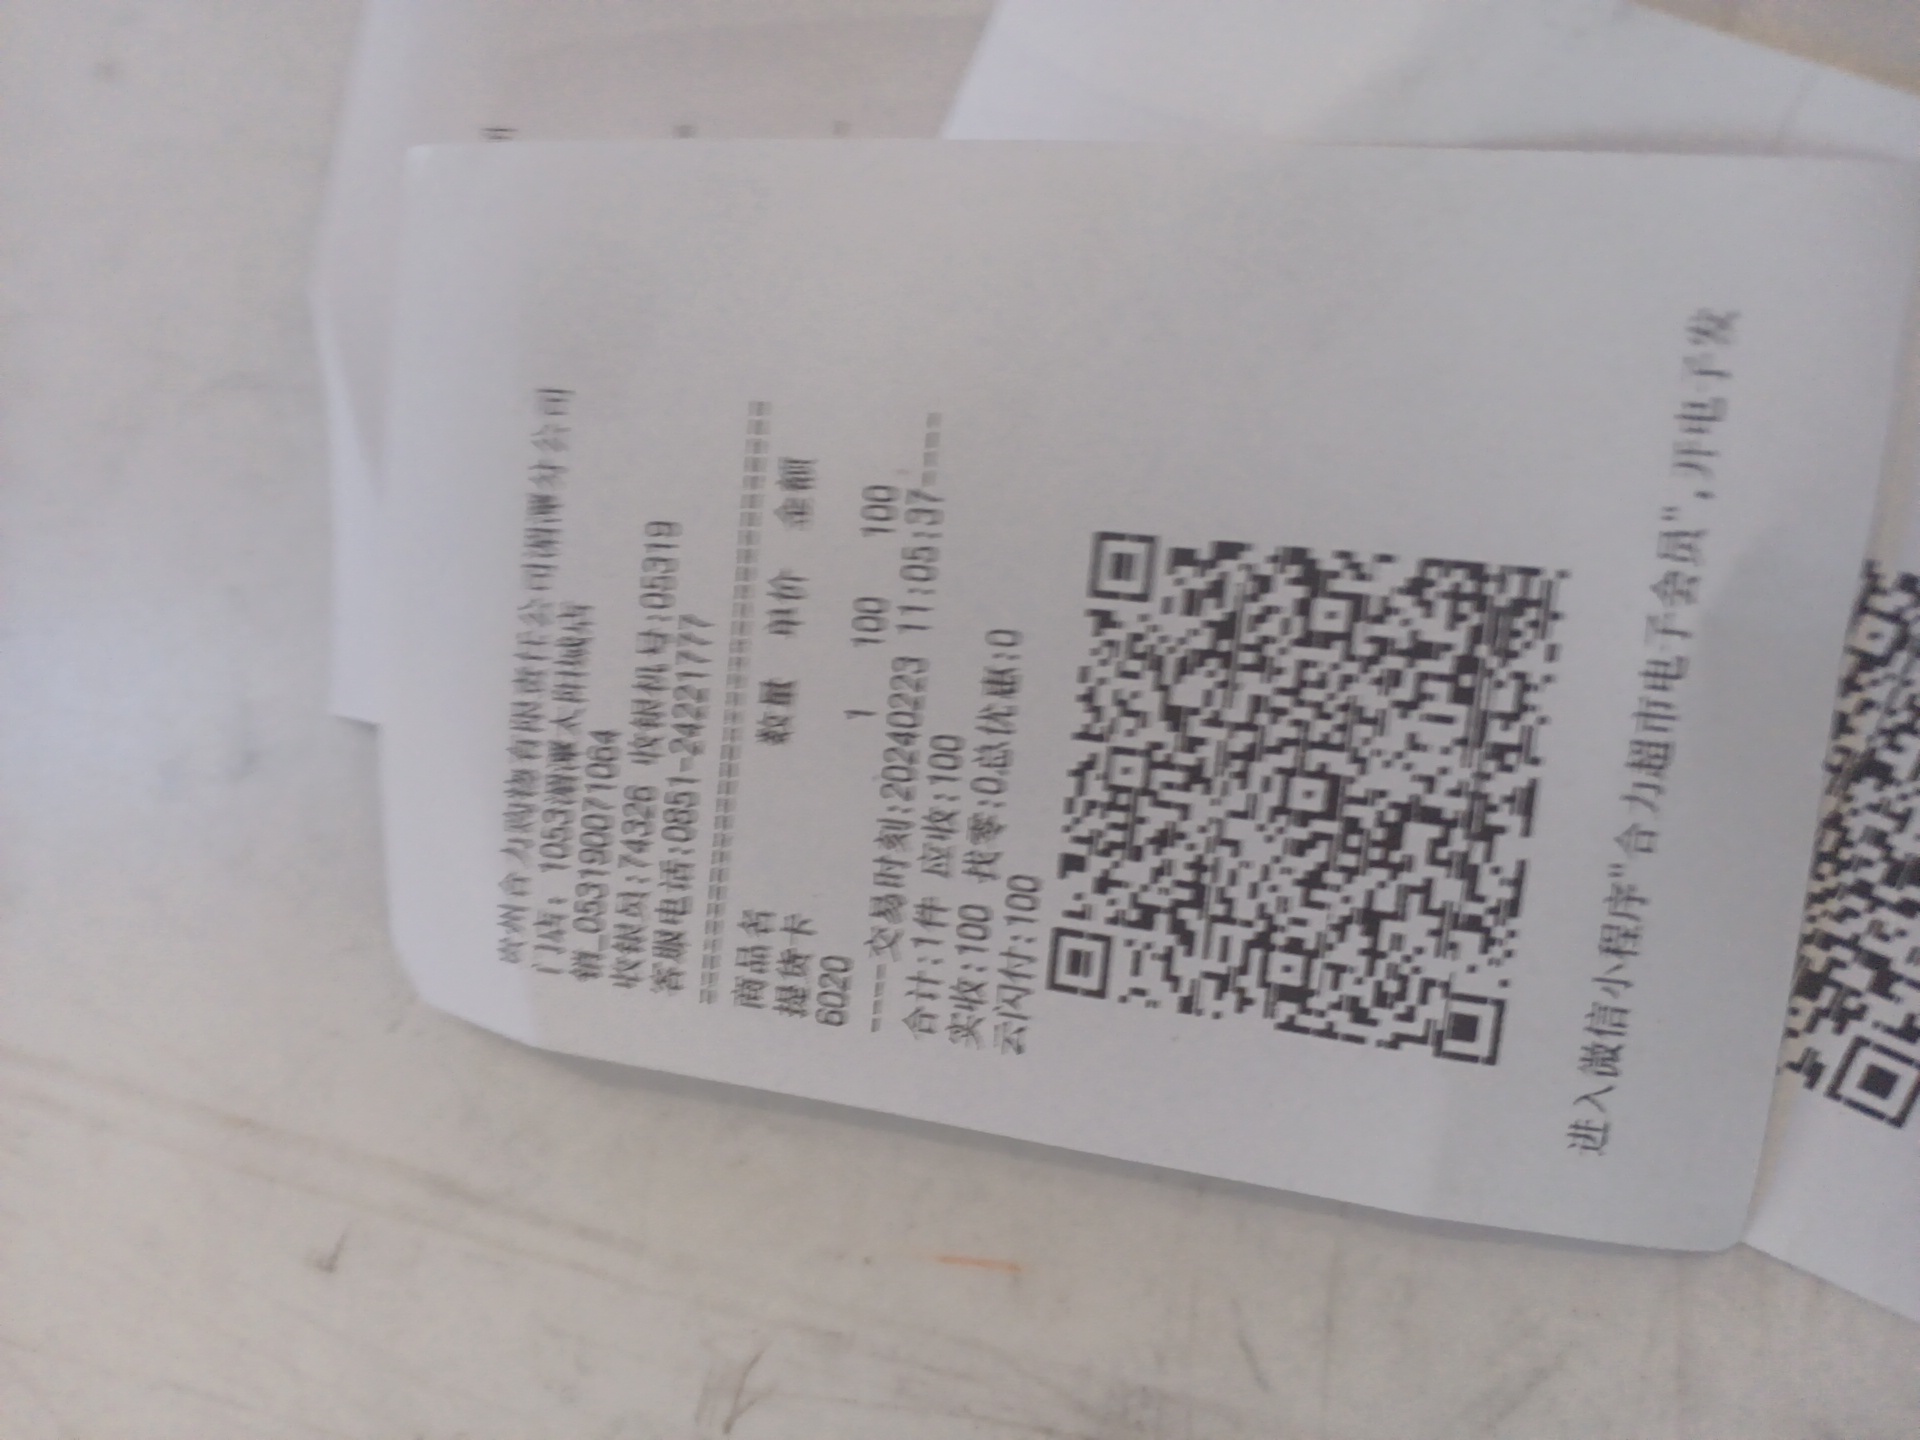 贵州合力购物有限责任公司湄潭分公司
门店: 1053湄潭大阳城店
销_053190071064
收银员:74326 收银机号:05319
客服电话:0851-24221777
================================
商品名 数量 单价 金额
提货卡
6020 1 100 100
----交易时刻:20240223 11:05:37----
合计:1件 应收:100
实收:100 找零:0总优惠:0
云闪付:100
进入微信小程序"合力超市电子会员",开电子发